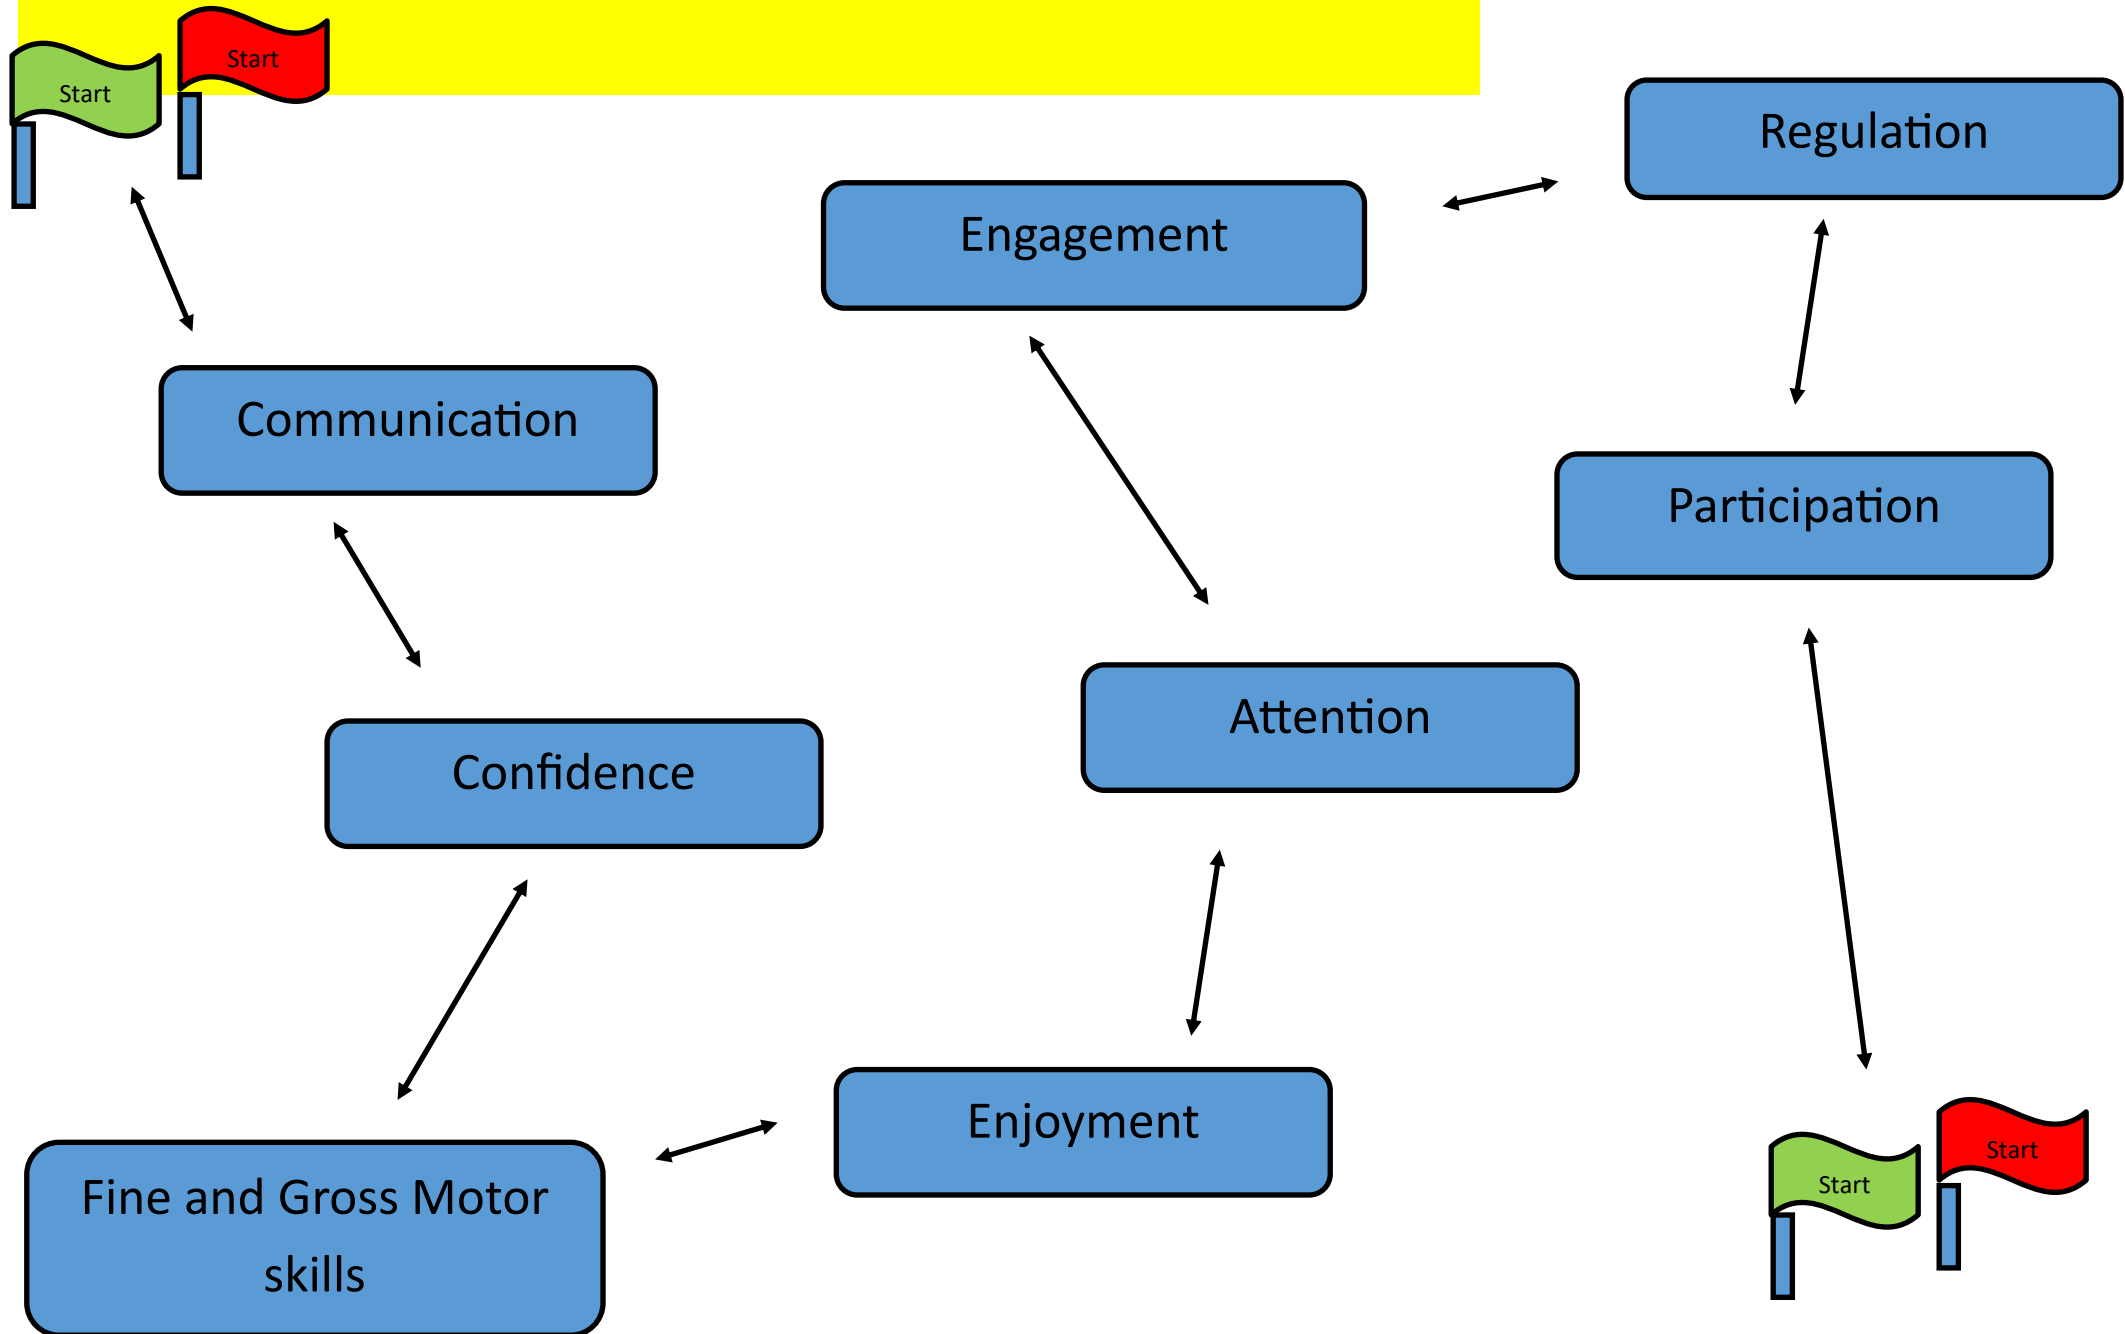 Start
Start
Regulation
Engagement
Communication
Participation
Attention
Confidence
Enjoyment
Fine and Gross Motor
skills
Start
Start